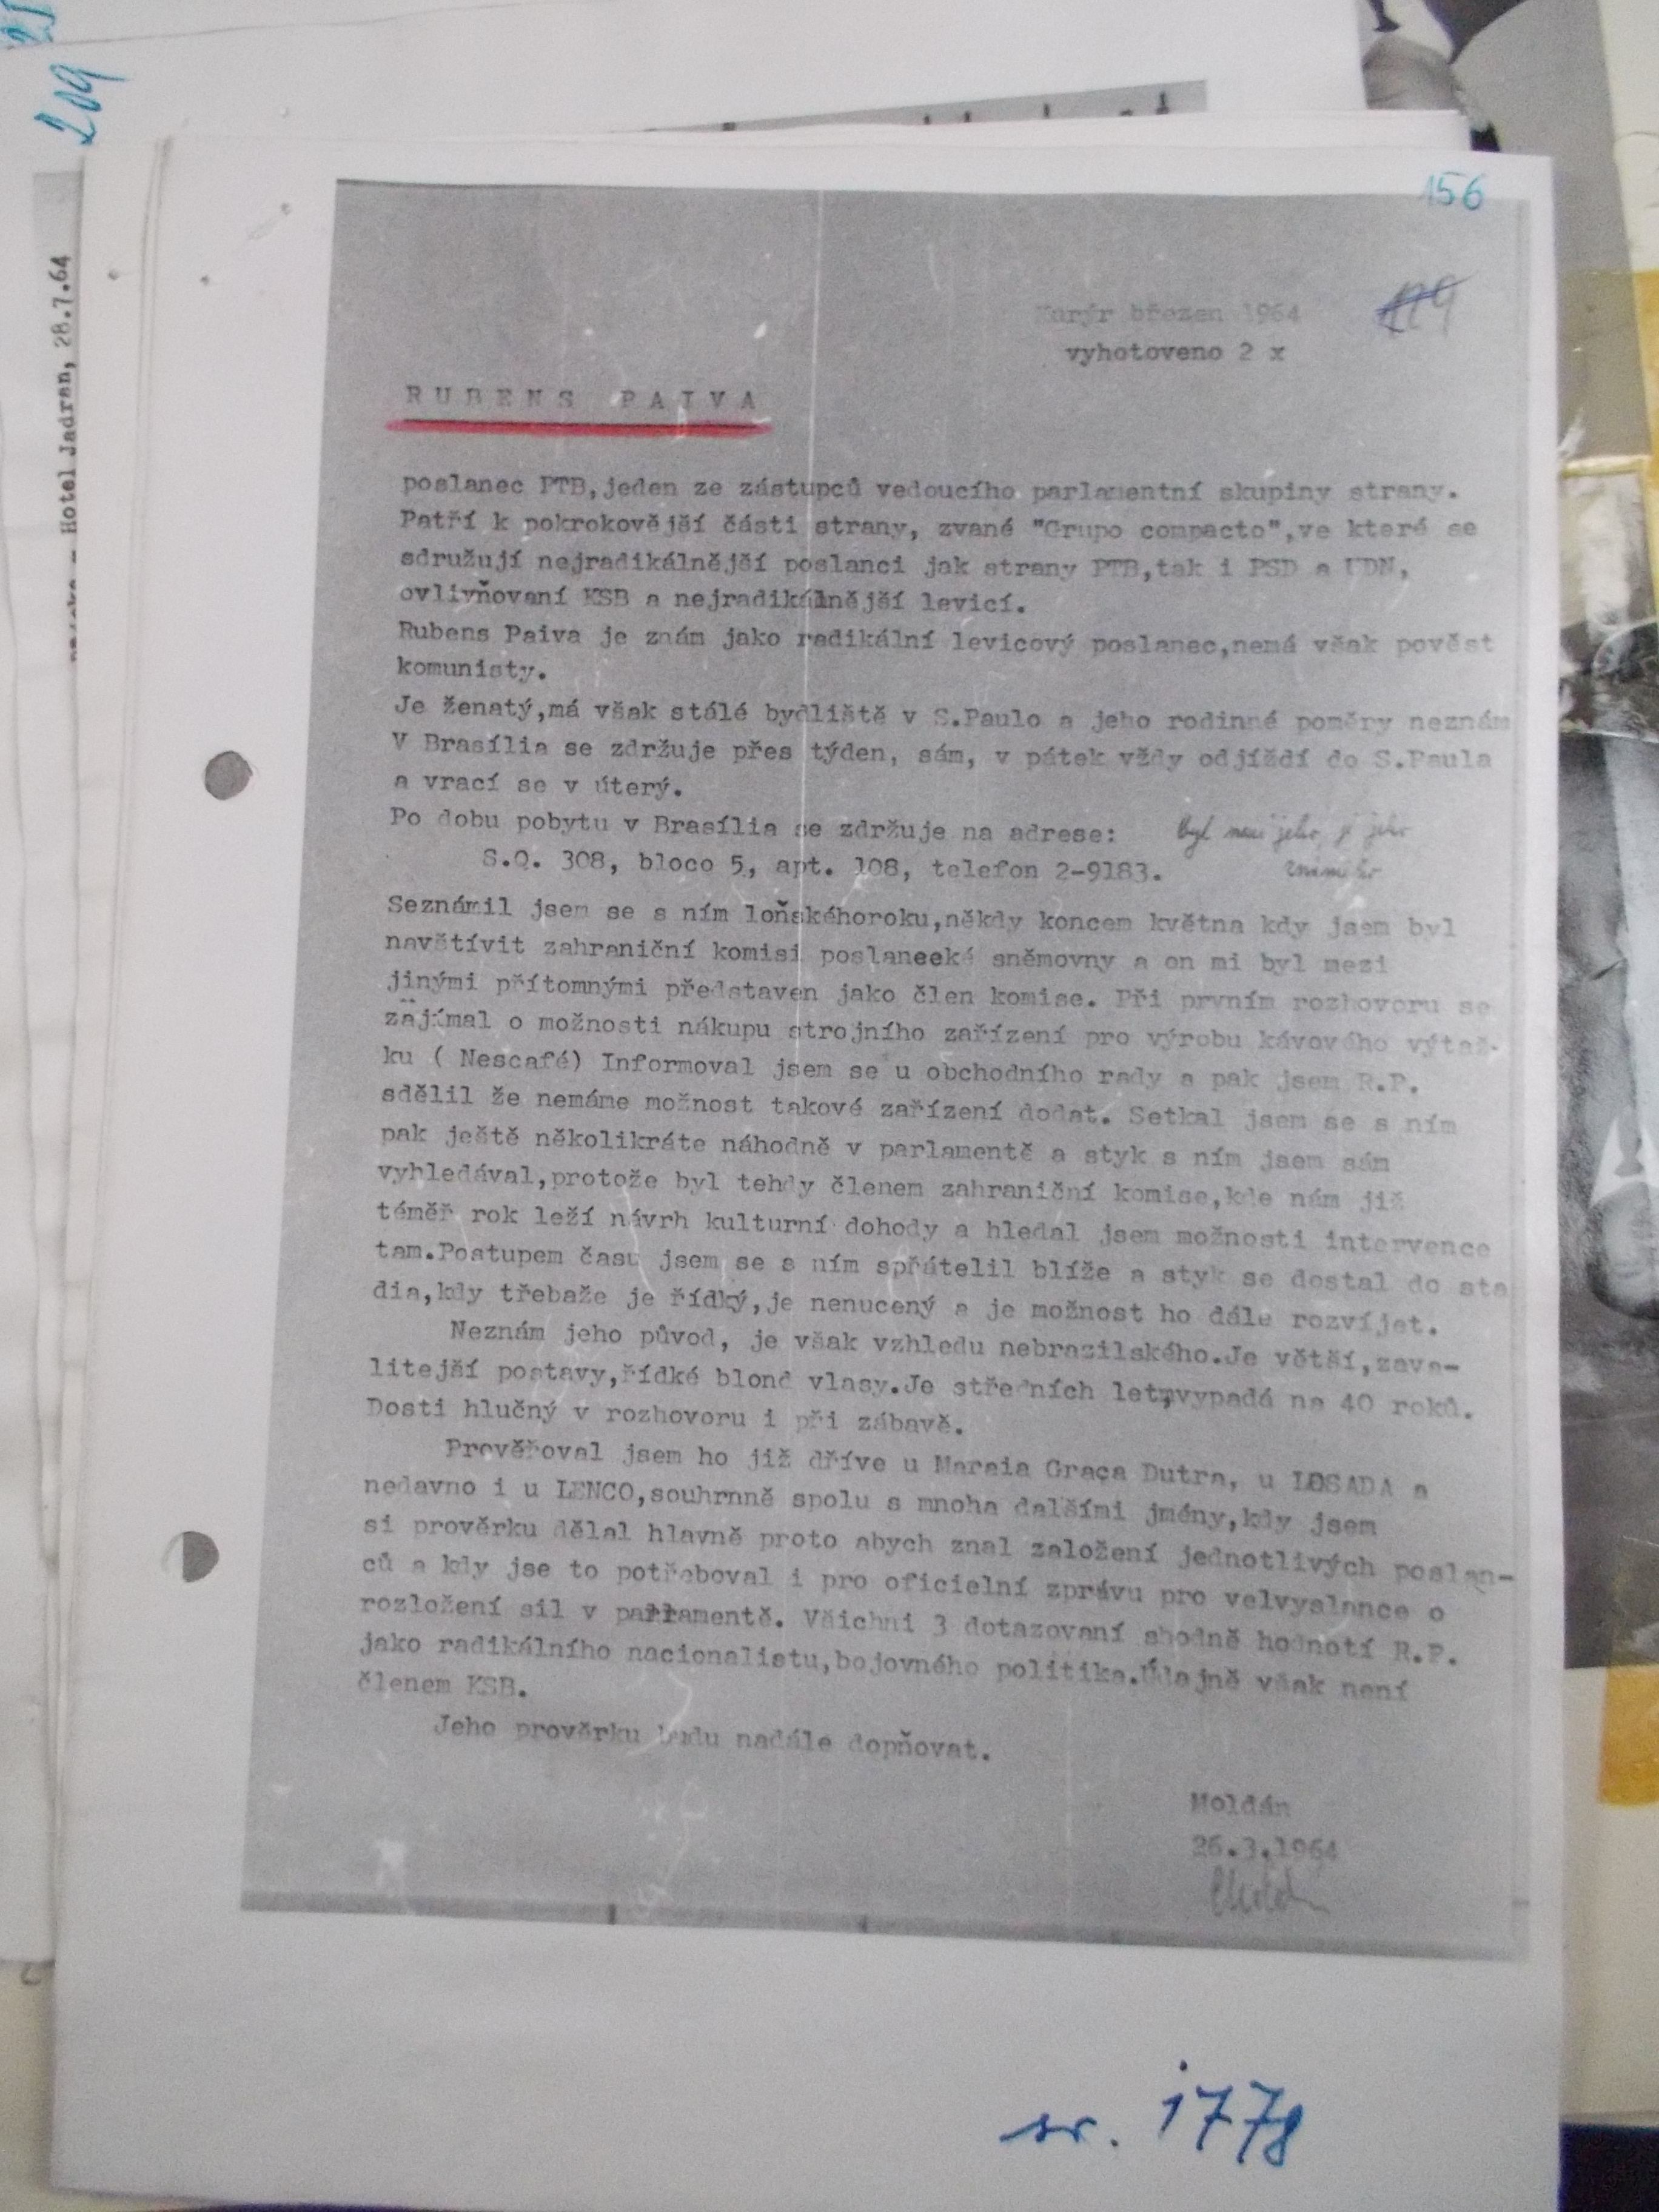 209
Hotel Jadran, 28.7.64
156
Kurýr březen 1964
vyhotoveno 2 x
RUBENS PAIVA
poslanec PTB,jeden ze zástupců vedoucího parlamentní skupiny strany.
Patří k pokrokovější části strany, zvané "Grupo compacto",ve které se
sdružují nejradikálnější poslanci jak strany PTB,tak i PSD a UDN,
ovlivňovaní KSB a nejradikálnější levicí.
Rubens Paiva je znám jako radikální levicový poslanec,nemá však pověst
komunisty.
Je ženatý,má však stálé bydliště v S.Paulo a jeho rodinné poměry neznám
V Brasília se zdržuje přes týden, sám, v pátek vždy odjíždí do S.Paula
a vrací se v úterý.
Po dobu pobytu v Brasília se zdržuje na adrese:
S.Q. 308, bloco 5, apt. 108, telefon 2-9183.
Seznámil jsem se s ním loňskéhoroku,někdy koncem května kdy jsem byl
navštívit zahraniční komisi poslaneeké sněmovny a on mi byl mezi
jinými přítomnými představen jako člen komise. Při prvním rozhovoru se
zajímal o možnosti nákupu strojního zařízení pro výrobu kávového výtaž-
ku ( Nescafé) Informoval jsem se u obchodního rady a pak jsem R.P.
sdělil že nemáme možnost takové zařízení dodat. Setkal jsem se s ním
pak ještě několikráte náhodně v parlamentě a styk s ním jsem sám
vyhledával,protože byl tehdy členem zahraniční komise,kde nám již
téměř rok leží návrh kulturní dohody a hledal jsem možnosti intervence
tam.Postupem času jsem se s ním spřátelil blíže a styk se dostal do sta
dia,kdy třebaže je řídký,je nenucený a je možnost ho dále rozvíjet.
Neznám jeho původ, je však vzhledu nebrazilského.Je větší,zava-
litejší postavy,řídké blond vlasy.Je středních let,vypadá na 40 roků.
Dosti hlučný v rozhovoru i při zábavě.
Prověřoval jsem ho již dříve u Maraia Graça Dutra, u LOSADA a
nedavno i u LENCO,souhrnně spolu s mnoha dalšími jmény,kdy jsem
si prověrku dělal hlavně proto abych znal založení jednotlivých poslan-
ců a kdy jse to potřeboval i pro oficielní zprávu pro velvyslance o
rozložení sil v parlamentě. Všichni 3 dotazovaní shodně hodnotí R.P.
jako radikálního nacionalistu,bojovného politika.Údajně však není
členem KSB.
Jeho prověrku budu nadále dopňovat.
Moldán
26.3.1964
sv. 1778